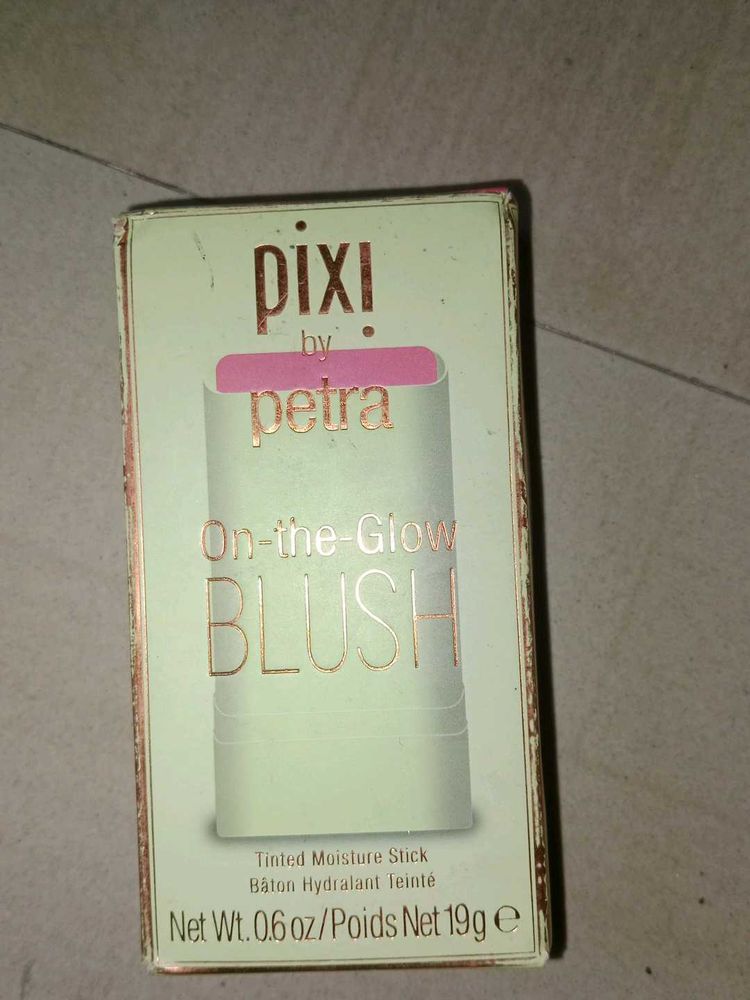 pixi
by
petra
On-the-Glow
BLUSH
Tinted Moisture Stick
Bâton Hydralant Teinté
Net Wt. 0.6 oz/Poids Net 19g ℮